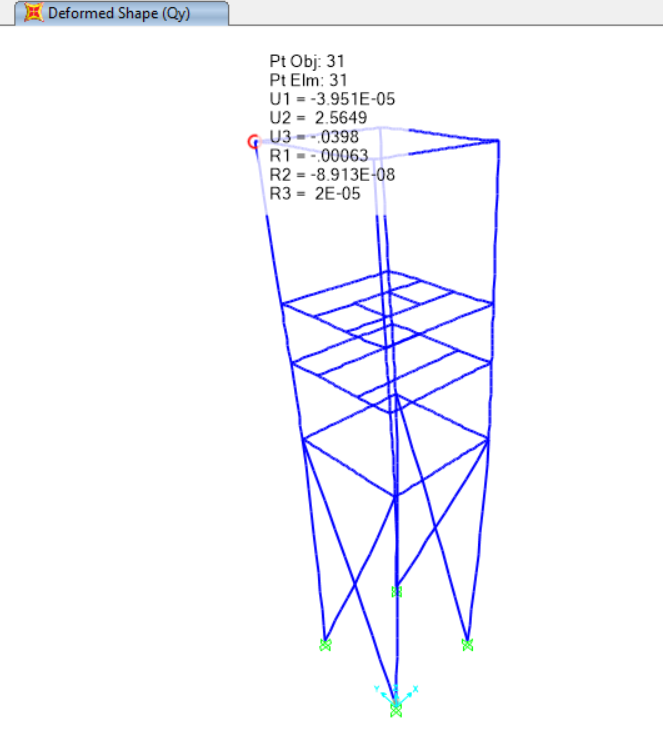 Deformed Shape (Qy)
Pt Obj: 31
Pt Elm: 31
U1 = -3.951E-05
U2 = 2.5649
U3 = -.0398
R1 = -.00063
R2 = -8.913E-08
R3 = 2E-05
Y X